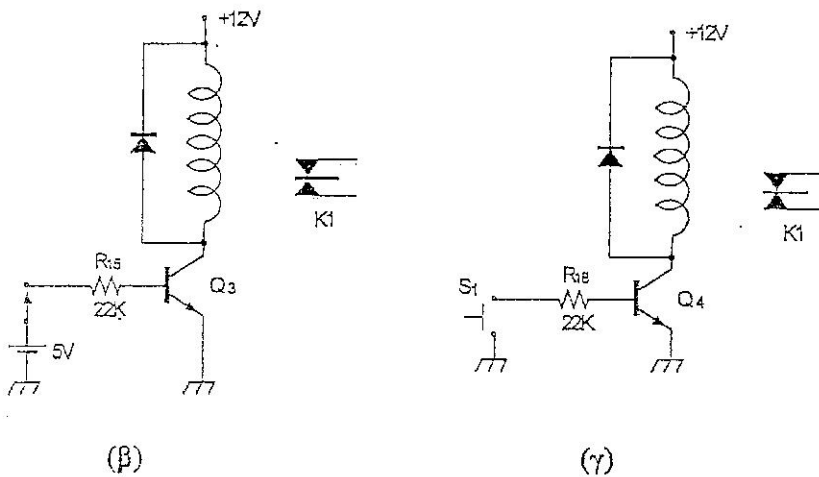 +12V
K1
R15
Q3
22K
5V
(β)
+12V
K1
S1
R18
Q4
22K
(γ)